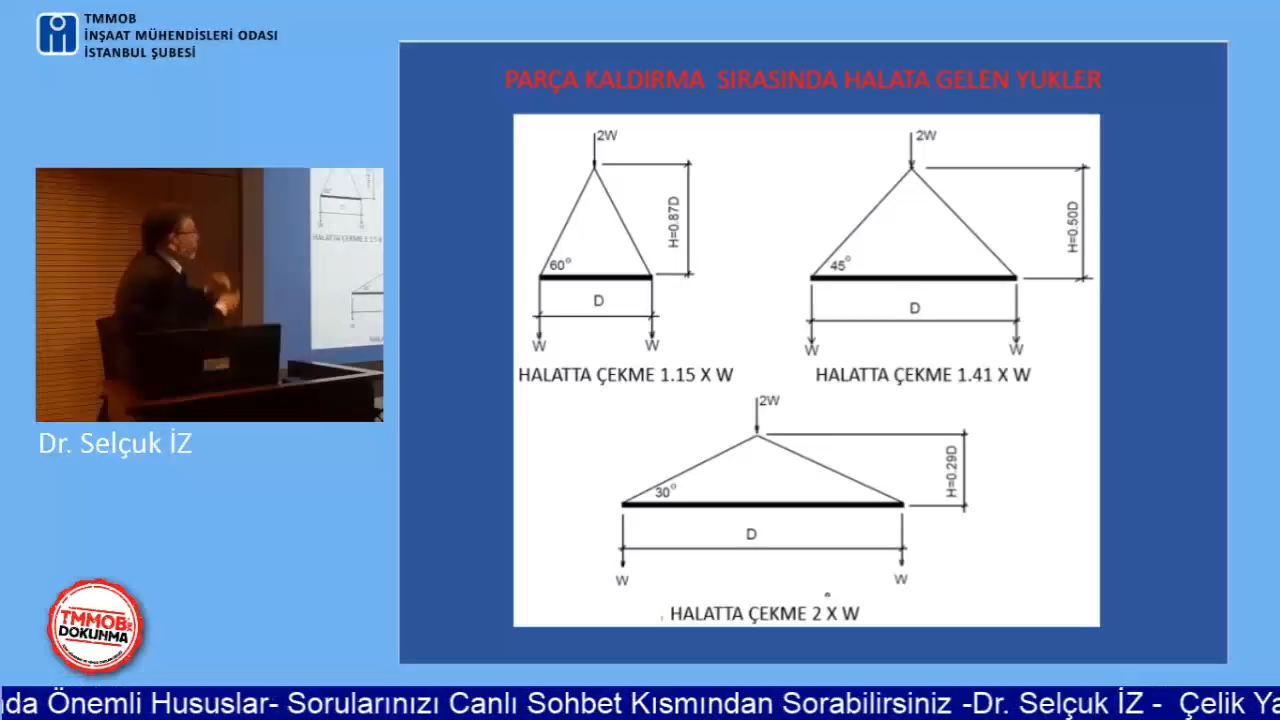 TMMOB
İNŞAAT MÜHENDİSLERİ ODASI
İSTANBUL ŞUBESİ
PARÇA KALDIRMA SIRASINDA HALATA GELEN YUKLER
2W
H=0.87D
60°
D
W
W
HALATTA ÇEKME 1.15 X W
2W
H=0.50D
45°
D
W
W
HALATTA ÇEKME 1.41 X W
2W
H=0.29D
30°
D
W
W
HALATTA ÇEKME 2 X W
Dr. Selçuk İZ
TMMOB'ye
DOKUNMA
da Önemli Hususlar- Sorularınızı Canlı Sohbet Kısmından Sorabilirsiniz -Dr. Selçuk İZ - Çelik Ya